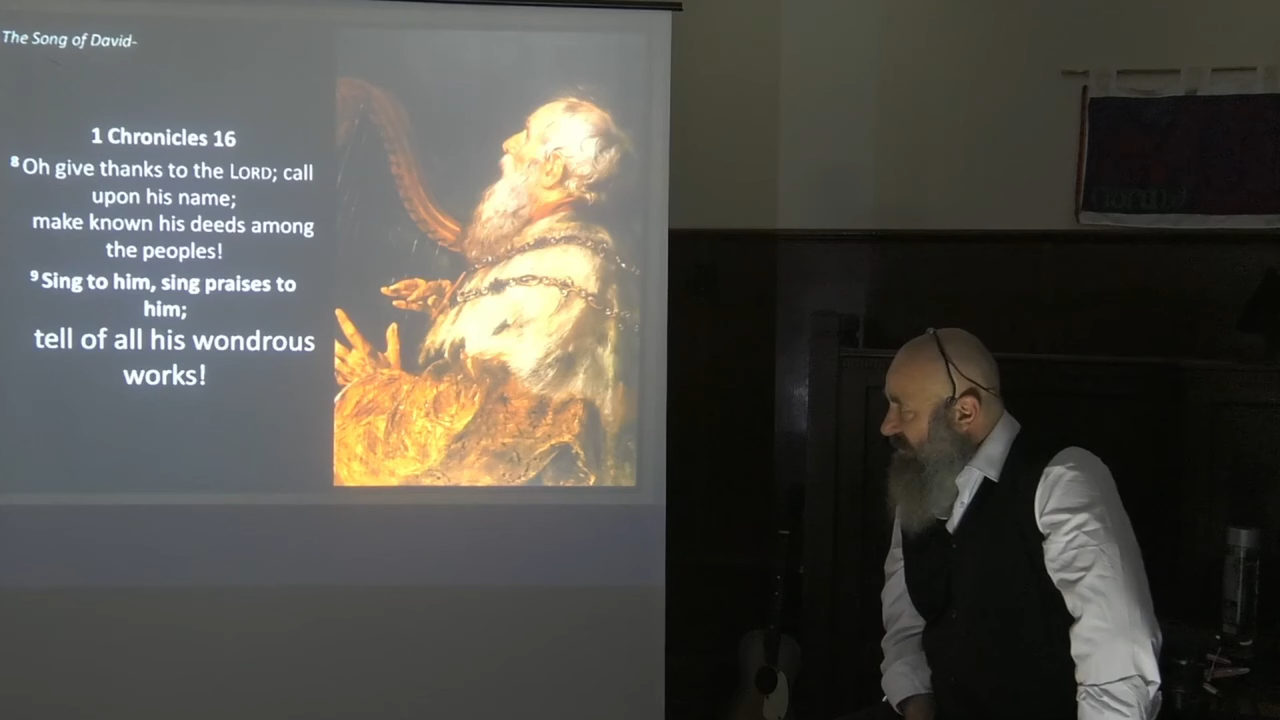 The Song of David-
1 Chronicles 16
8 Oh give thanks to the LORD; call
upon his name;
make known his deeds among
the peoples!
9 Sing to him, sing praises to
him;
tell of all his wondrous
works!